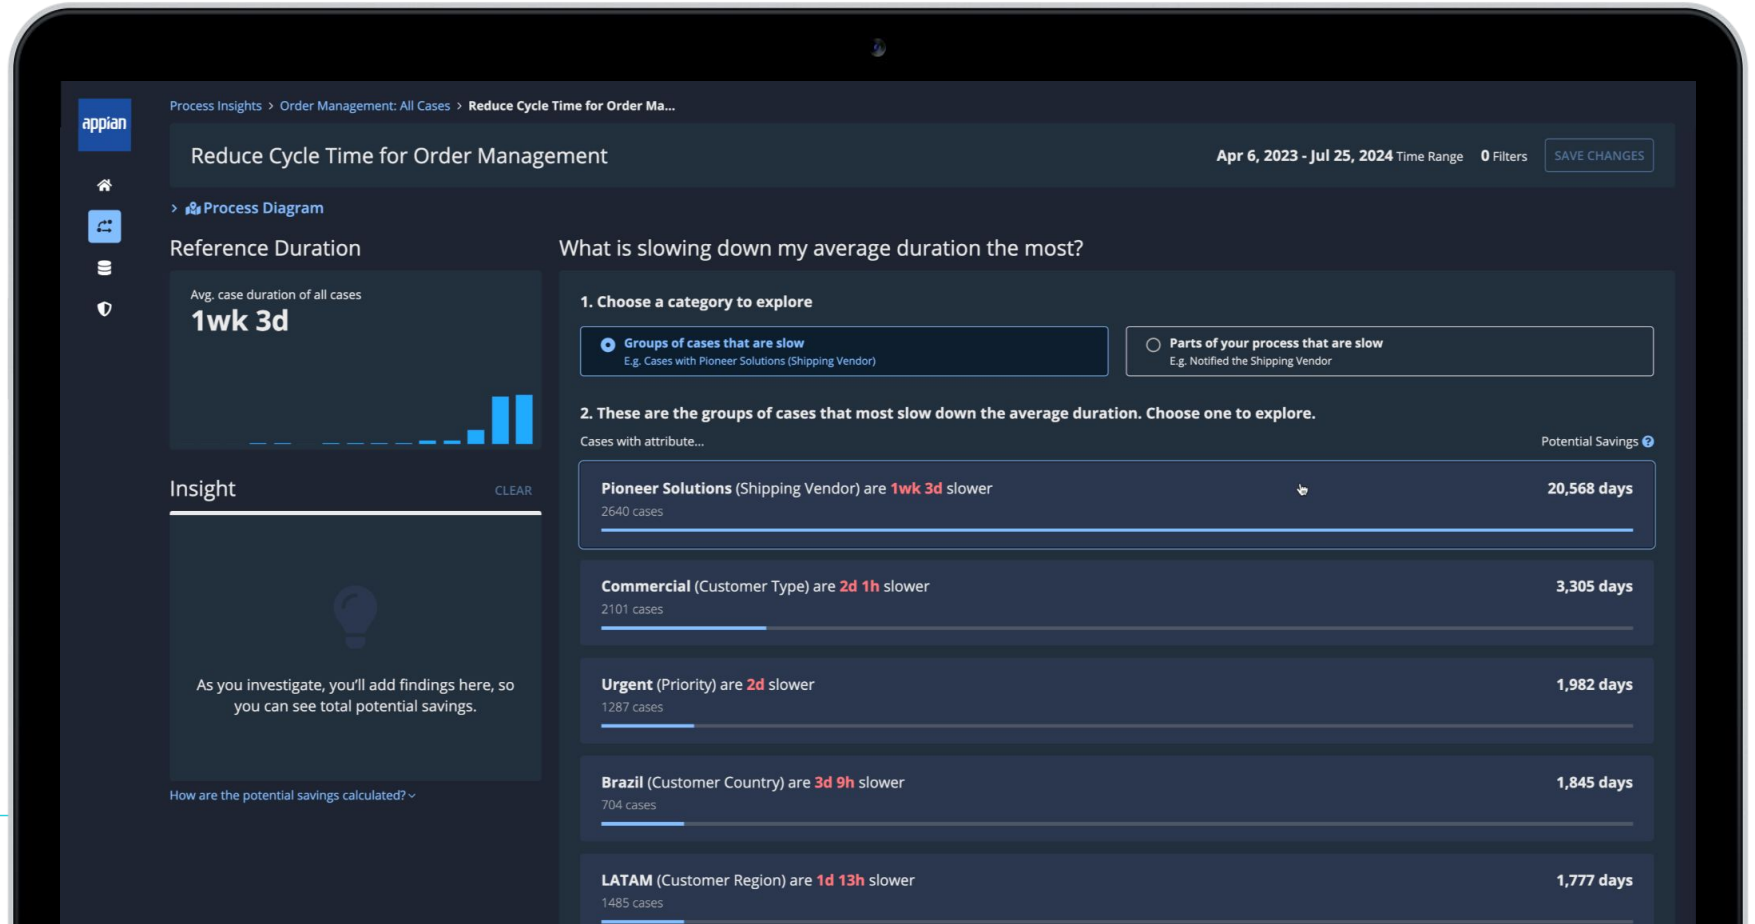 appian
Process Insights > Order Management: All Cases > Reduce Cycle Time for Order Ma...
Reduce Cycle Time for Order Management
Apr 6, 2023 - Jul 25, 2024 Time Range 0 Filters SAVE CHANGES
> Process Diagram
Reference Duration
Avg. case duration of all cases
1wk 3d
Insight CLEAR
As you investigate, you'll add findings here, so
you can see total potential savings.
How are the potential savings calculated?
What is slowing down my average duration the most?
1. Choose a category to explore
Groups of cases that are slow
E.g. Cases with Pioneer Solutions (Shipping Vendor)
Parts of your process that are slow
E.g. Notified the Shipping Vendor
2. These are the groups of cases that most slow down the average duration. Choose one to explore.
Cases with attribute... Potential Savings ?
Pioneer Solutions (Shipping Vendor) are 1wk 3d slower 20,568 days
2640 cases
Commercial (Customer Type) are 2d 1h slower 3,305 days
2101 cases
Urgent (Priority) are 2d slower 1,982 days
1287 cases
Brazil (Customer Country) are 3d 9h slower 1,845 days
704 cases
LATAM (Customer Region) are 1d 13h slower 1,777 days
1485 cases